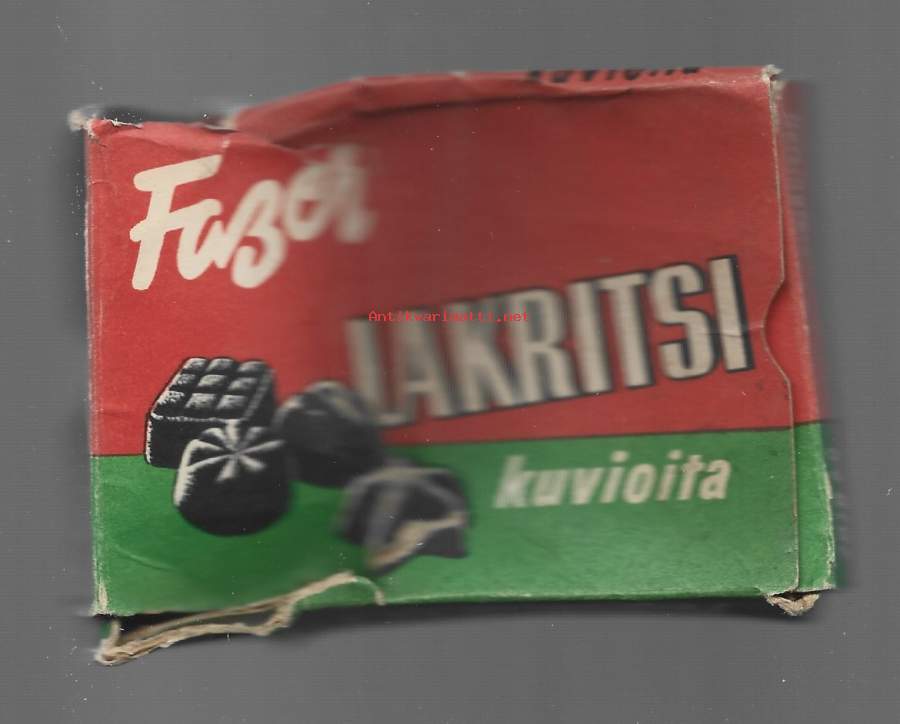 kuvioita
Fazer
LAKRITSI
Antikvariaatti.net
kuvioita